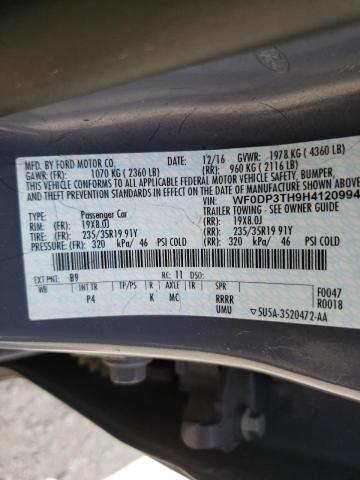 MFD. BY FORD MOTOR CO. DATE: 12/16 GVWR: 1978 KG (4360 LB)
GAWR: (FR): 1070 KG (2360 LB) (RR): 960 KG (2116 LB)
THIS VEHICLE CONFORMS TO ALL APPLICABLE FEDERAL MOTOR VEHICLE SAFETY, BUMPER,
AND THEFT PREVENTION STANDARDS IN EFFECT ON THE DATE OF MANUFACTURE SHOWN ABOVE.
VIN: WF0DP3TH9H4120994
TYPE: Passenger Car TRAILER TOWING - SEE OWNER GUIDE
RIM: (FR): 19X8.0J (RR): 19X8.0J
TIRE: (FR): 235/35R19 91Y (RR): 235/35R19 91Y
PRESSURE: (FR): 320 kPa/ 46 PSI COLD (RR): 320 kPa/ 46 PSI COLD
EXT PNT: B9 RC: 11 DSO:
WB INT TR TP/PS R AXLE TR SPR
P4 K MC RRRR
UMU
F0047
R0018
5U5A-3520472-AA